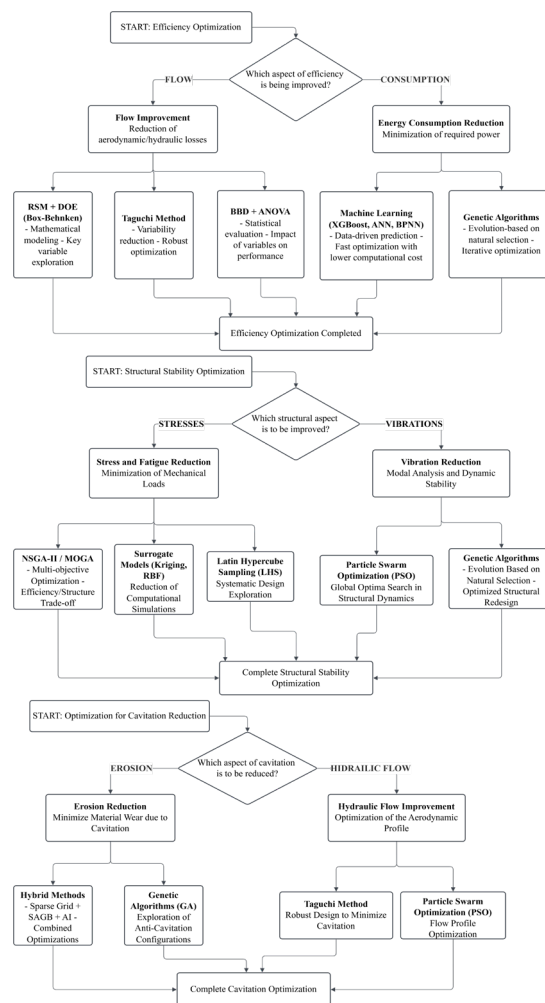 START: Efficiency Optimization
Which aspect of efficiency
is being improved?
FLOW
CONSUMPTION
Flow Improvement
Reduction of
aerodynamic/hydraulic losses
Energy Consumption Reduction
Minimization of required power
RSM + DOE
(Box-Behnken)
- Mathematical
modeling - Key
variable
exploration
Taguchi Method
- Variability
reduction - Robust
optimization
BBD + ANOVA
- Statistical
evaluation - Impact
of variables on
performance
Machine Learning
(XGBoost, ANN, BPNN)
- Data-driven prediction -
Fast optimization with
lower computational cost
Genetic Algorithms
- Evolution-based on
natural selection -
Iterative optimization
Efficiency Optimization Completed
START: Structural Stability Optimization
Which structural aspect
is to be improved?
STRESSES
VIBRATIONS
Stress and Fatigue Reduction
Minimization of Mechanical
Loads
Vibration Reduction
Modal Analysis and Dynamic
Stability
NSGA-II / MOGA
- Multi-objective
Optimization -
Efficiency/Structure
Trade-off
Surrogate
Models (Kriging,
RBF)
Reduction of
Computational
Simulations
Latin Hypercube
Sampling (LHS)
Systematic Design
Exploration
Particle Swarm
Optimization (PSO)
Global Optima Search in
Structural Dynamics
Genetic Algorithms
- Evolution Based on
Natural Selection -
Optimized Structural
Redesign
Complete Structural Stability
Optimization
START: Optimization for Cavitation Reduction
Which aspect of cavitation
is to be reduced?
EROSION
HIDRAILIC FLOW
Erosion Reduction
Minimize Material Wear due to
Cavitation
Hydraulic Flow Improvement
Optimization of the Aerodynamic
Profile
Hybrid Methods
- Sparse Grid +
SAGB + AI -
Combined
Optimizations
Genetic
Algorithms (GA)
Exploration of
Anti-Cavitation
Configurations
Taguchi Method
Robust Design to Minimize
Cavitation
Particle Swarm
Optimization (PSO)
Flow Profile
Optimization
Complete Cavitation Optimization